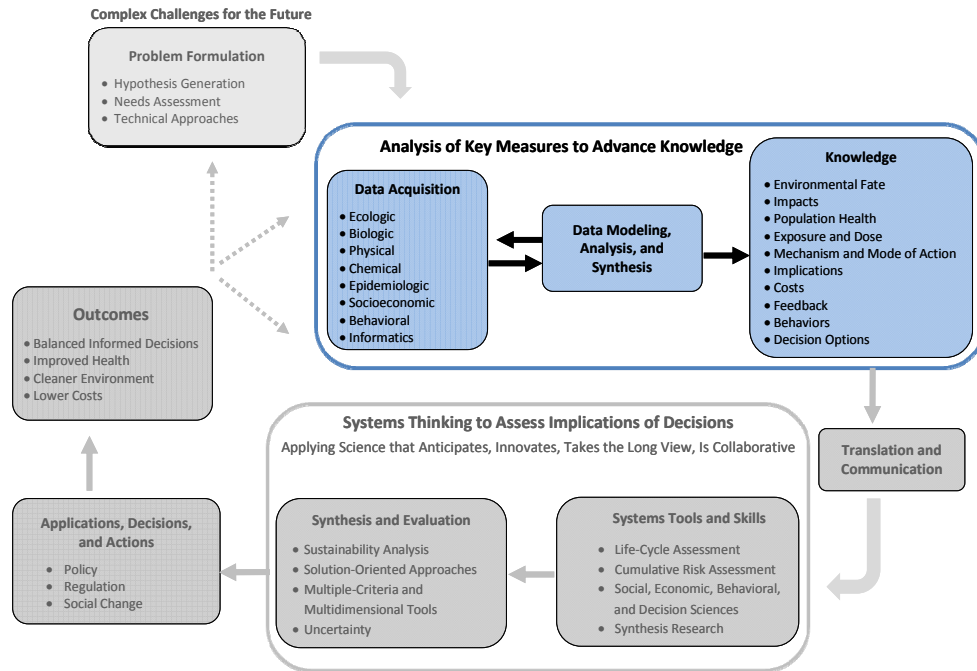 Complex Challenges for the Future
Problem Formulation
• Hypothesis Generation
• Needs Assessment
• Technical Approaches
Analysis of Key Measures to Advance Knowledge
Data Acquisition
• Ecologic
• Biologic
• Physical
• Chemical
• Epidemiologic
• Socioeconomic
• Behavioral
• Informatics
Data Modeling,
Analysis, and
Synthesis
Knowledge
• Environmental Fate
• Impacts
• Population Health
• Exposure and Dose
• Mechanism and Mode of Action
• Implications
• Costs
• Feedback
• Behaviors
• Decision Options
Translation and
Communication
Systems Thinking to Assess Implications of Decisions
Applying Science that Anticipates, Innovates, Takes the Long View, Is Collaborative
Systems Tools and Skills
• Life-Cycle Assessment
• Cumulative Risk Assessment
• Social, Economic, Behavioral,
and Decision Sciences
• Synthesis Research
Synthesis and Evaluation
• Sustainability Analysis
• Solution-Oriented Approaches
• Multiple-Criteria and
Multidimensional Tools
• Uncertainty
Applications, Decisions,
and Actions
• Policy
• Regulation
• Social Change
Outcomes
• Balanced Informed Decisions
• Improved Health
• Cleaner Environment
• Lower Costs